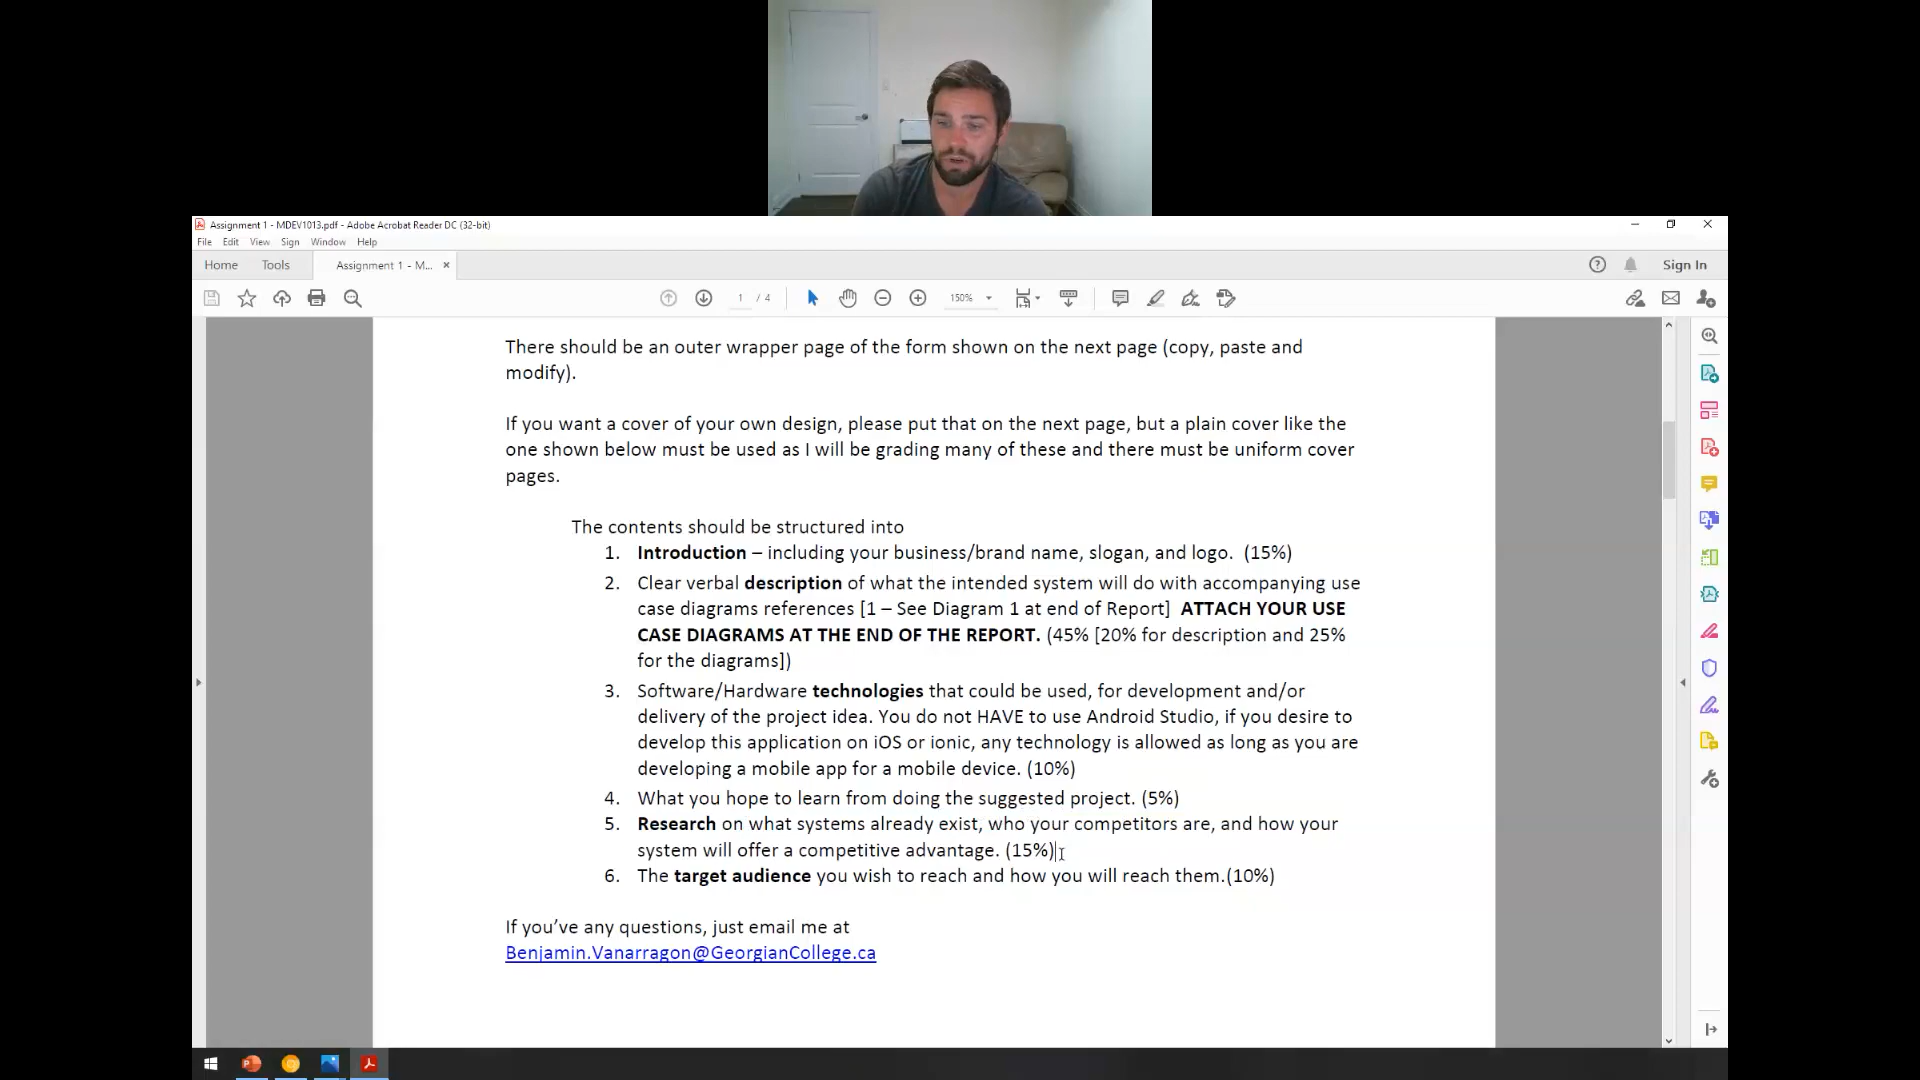 Assignment 1 - MDEV1013.pdf - Adobe Acrobat Reader DC (32-bit)
File Edit View Sign Window Help
Home Tools Assignment 1 - M... × Sign In
1 / 4 150%
There should be an outer wrapper page of the form shown on the next page (copy, paste and
modify).
If you want a cover of your own design, please put that on the next page, but a plain cover like the
one shown below must be used as I will be grading many of these and there must be uniform cover
pages.
The contents should be structured into
1. Introduction – including your business/brand name, slogan, and logo. (15%)
2. Clear verbal description of what the intended system will do with accompanying use
case diagrams references [1 – See Diagram 1 at end of Report] ATTACH YOUR USE
CASE DIAGRAMS AT THE END OF THE REPORT. (45% [20% for description and 25%
for the diagrams])
3. Software/Hardware technologies that could be used, for development and/or
delivery of the project idea. You do not HAVE to use Android Studio, if you desire to
develop this application on iOS or ionic, any technology is allowed as long as you are
developing a mobile app for a mobile device. (10%)
4. What you hope to learn from doing the suggested project. (5%)
5. Research on what systems already exist, who your competitors are, and how your
system will offer a competitive advantage. (15%)
6. The target audience you wish to reach and how you will reach them.(10%)
If you’ve any questions, just email me at
Benjamin.Vanarragon@GeorgianCollege.ca